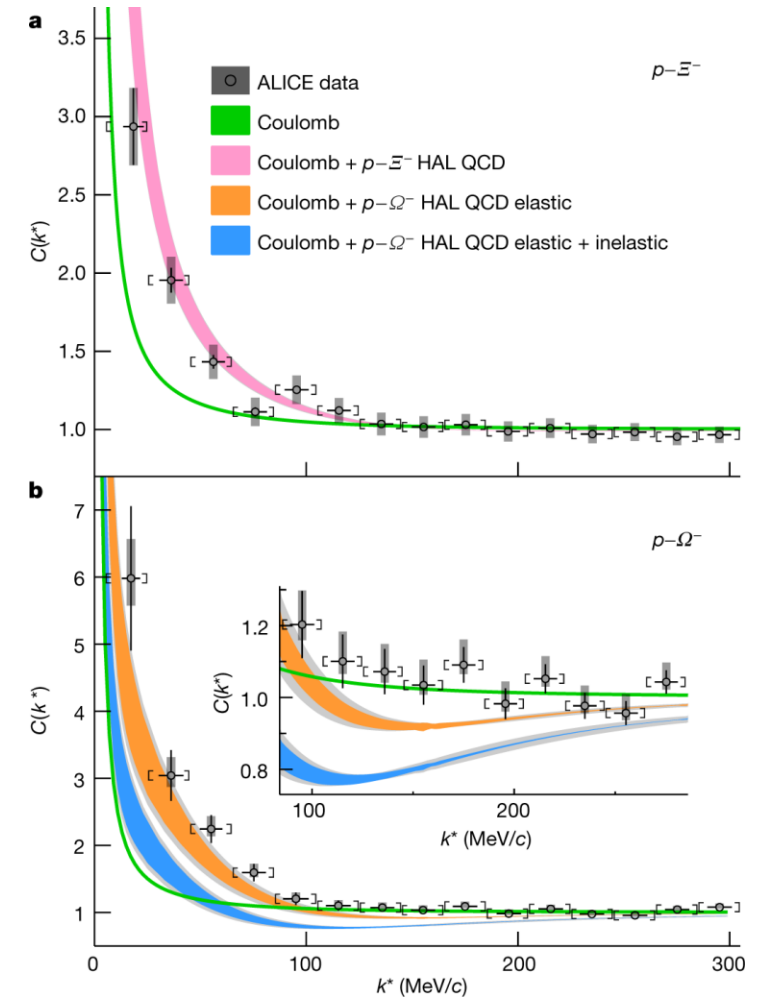 a
p–Ξ⁻
ALICE data
Coulomb
Coulomb + p–Ξ⁻ HAL QCD
Coulomb + p–Ω⁻ HAL QCD elastic
Coulomb + p–Ω⁻ HAL QCD elastic + inelastic
C(k*)
3.5
3.0
2.5
2.0
1.5
1.0
b
p–Ω⁻
C(k*)
7
6
5
4
3
2
1
C(k*)
1.2
1.0
0.8
100 200
k* (MeV/c)
0 100 200 300
k* (MeV/c)